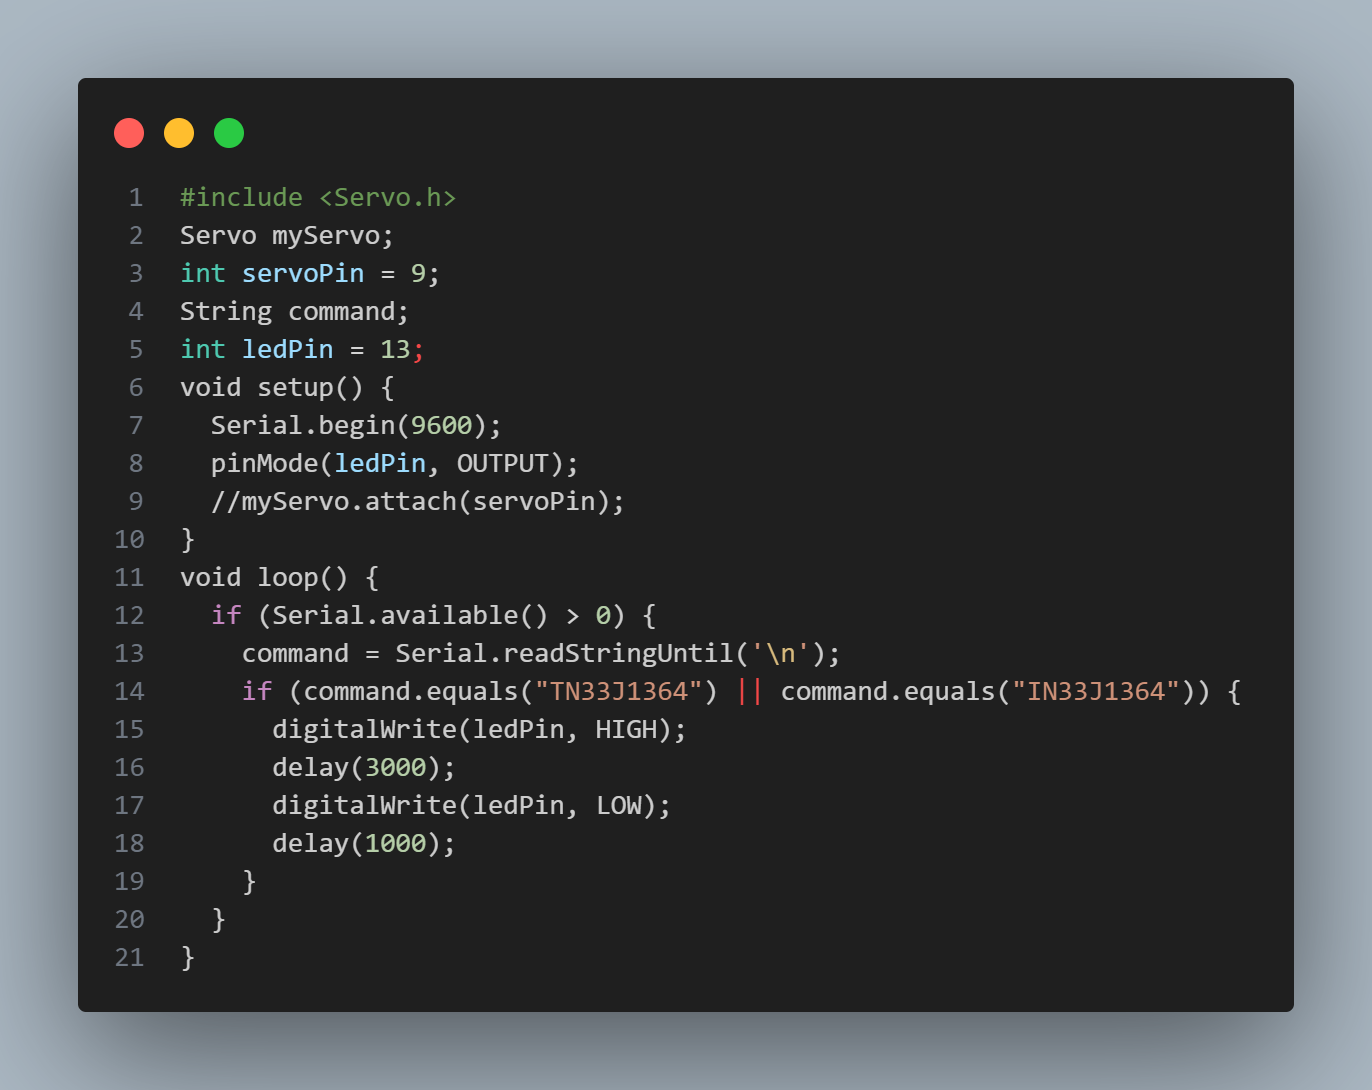 1 #include <Servo.h>
2 Servo myServo;
3 int servoPin = 9;
4 String command;
5 int ledPin = 13;
6 void setup() {
7   Serial.begin(9600);
8   pinMode(ledPin, OUTPUT);
9   //myServo.attach(servoPin);
10 }
11 void loop() {
12   if (Serial.available() > 0) {
13     command = Serial.readStringUntil('\n');
14     if (command.equals("TN33J1364") || command.equals("IN33J1364")) {
15       digitalWrite(ledPin, HIGH);
16       delay(3000);
17       digitalWrite(ledPin, LOW);
18       delay(1000);
19     }
20   }
21 }